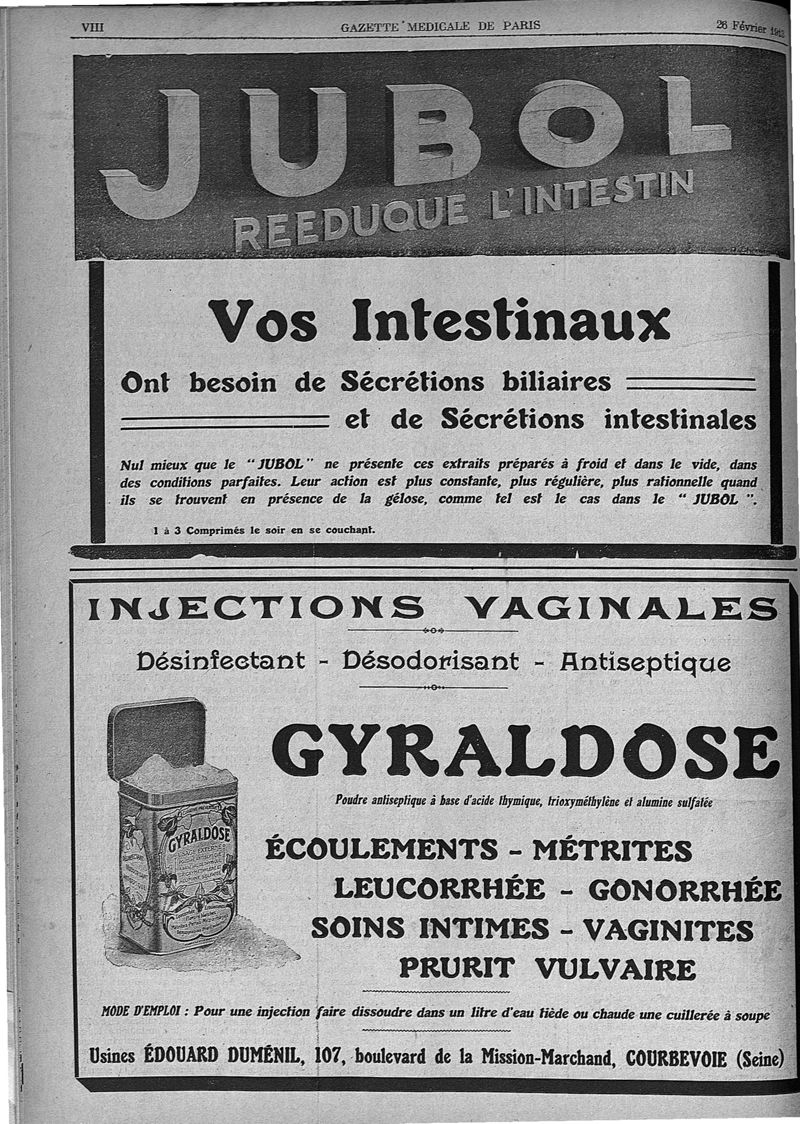 VIII
GAZETTE MEDICALE DE PARIS
26 Février
JUBOL
REEDUQUE L'INTESTIN
Vos Intestinaux
Ont besoin de Sécrétions biliaires
et de Sécrétions intestinales
Nul mieux que le "JUBOL" ne présente ces extraits préparés à froid et dans le vide, dans
des conditions parfaites. Leur action est plus constante, plus régulière, plus rationnelle quand
ils se trouvent en présence de la gélose, comme tel est le cas dans le "JUBOL".
1 à 3 Comprimés le soir en se couchant.
INJECTIONS VAGINALES
Désinfectant - Désodorisant - Antiseptique
GYRALDOSE
Poudre antiseptique à base d'acide thymique, trioxyméthylène et alumine sulfatée
GYRALDOSE
USAGE EXTERNE
ÉCOULEMENTS - MÉTRITES
LEUCORRHÉE - GONORRHÉE
SOINS INTIMES - VAGINITES
PRURIT VULVAIRE
MODE D'EMPLOI : Pour une injection faire dissoudre dans un litre d'eau tiède ou chaude une cuillerée à soupe
Usines ÉDOUARD DUMÉNIL, 107, boulevard de la Mission-Marchand, COURBEVOIE (Seine)